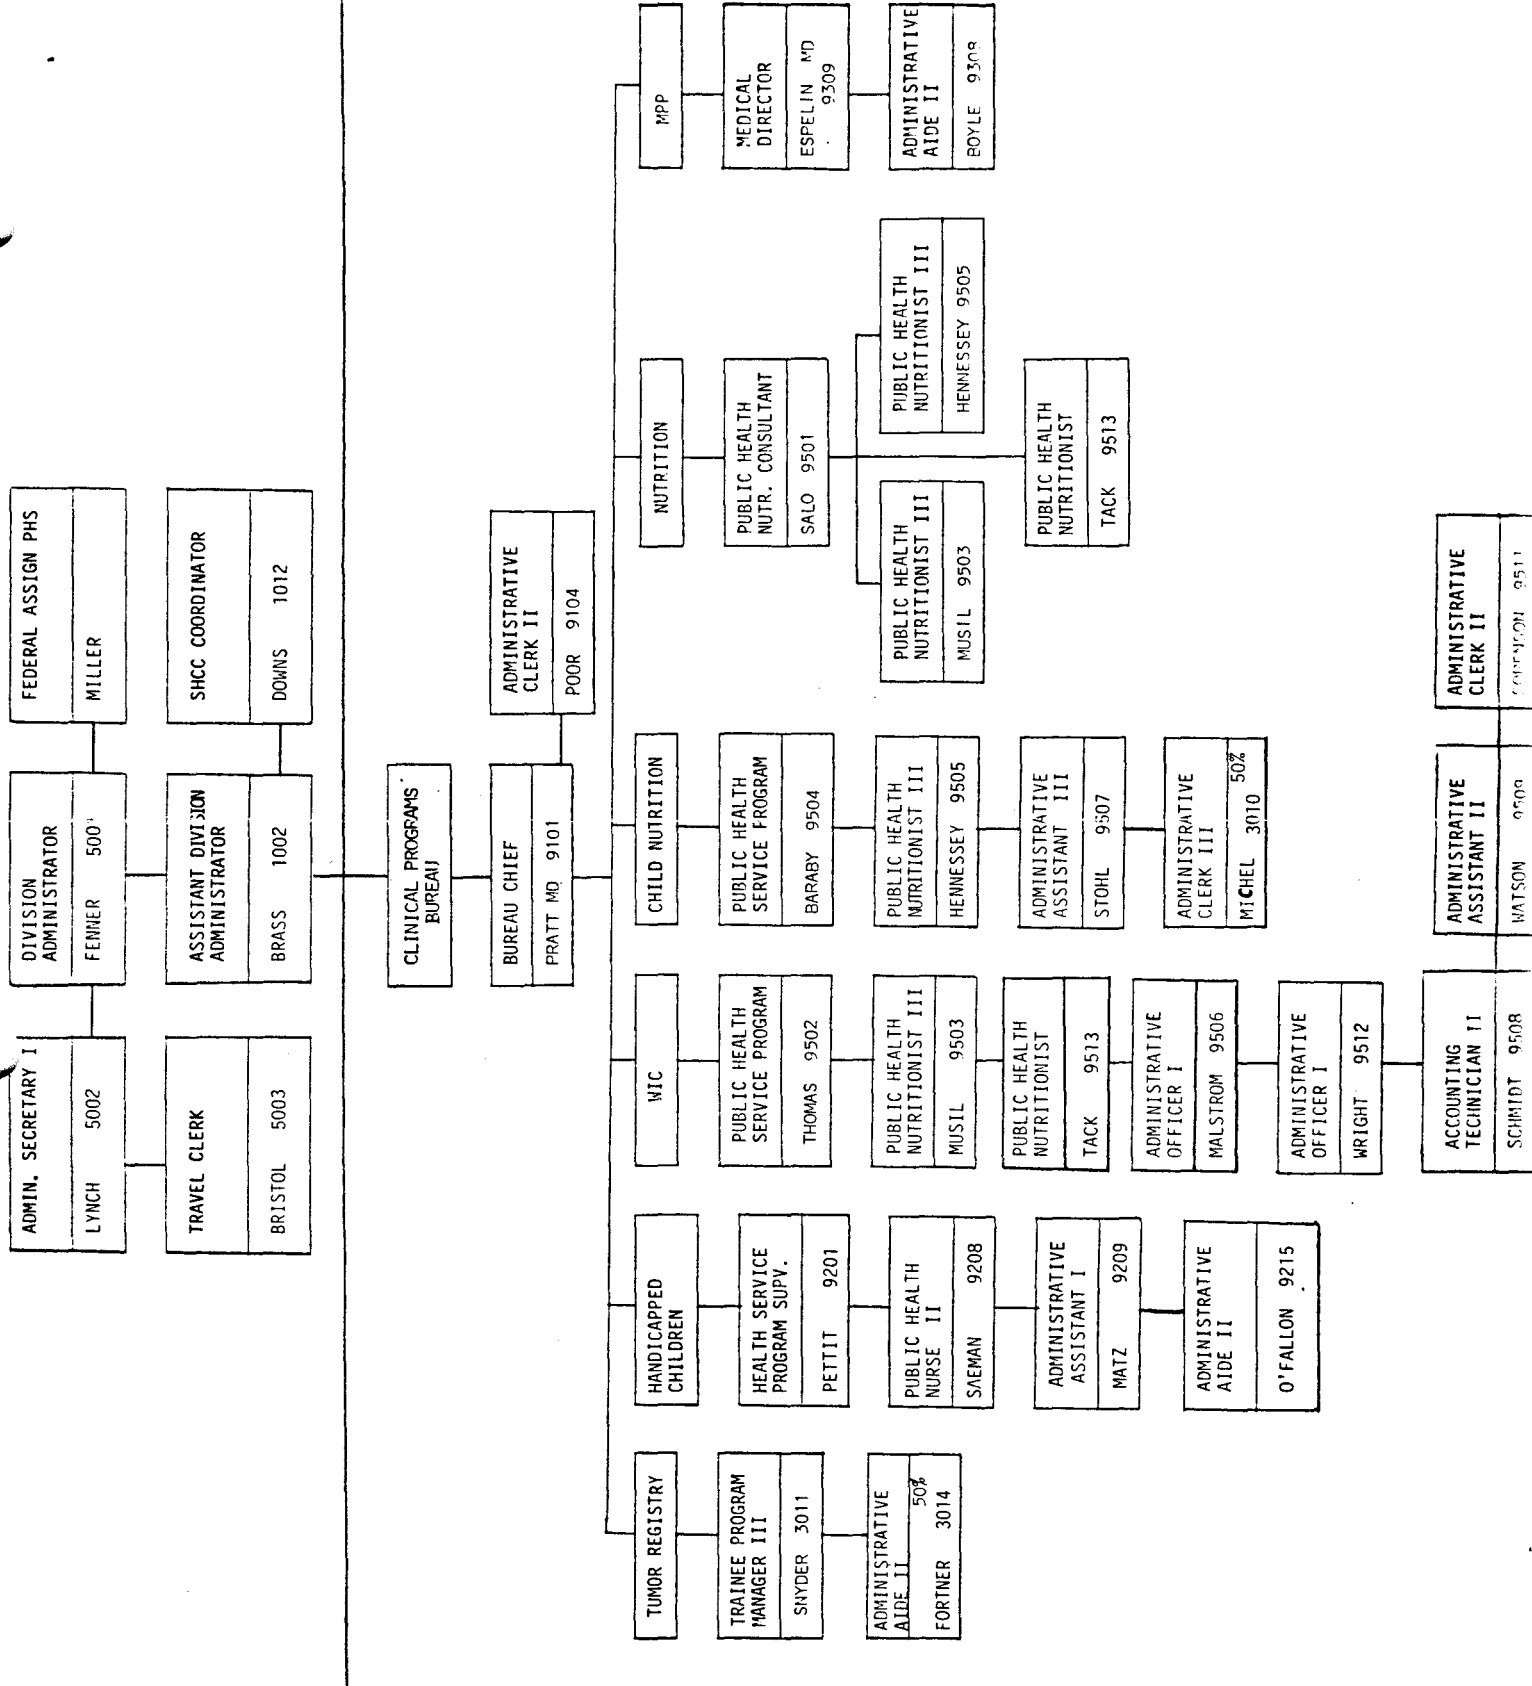 ADMIN. SECRETARY I
LYNCH 5002
DIVISION
ADMINISTRATOR
FENNER
FEDERAL ASSIGN PHS
MILLER
TRAVEL CLERK
BRISTOL 5003
ASSISTANT DIVISION
ADMINISTRATOR
BRASS 1002
SHCC COORDINATOR
DOWNS 1012
CLINICAL PROGRAMS
BUREAU
BUREAU CHIEF
PRATT MD 9101
ADMINISTRATIVE
CLERK II
POOR 9104
TUMOR REGISTRY
TRAINEE PROGRAM
MANAGER III
SNYDER 3011
ADMINISTRATIVE
AIDE II
50%
FORTNER 3014
HANDICAPPED
CHILDREN
HEALTH SERVICE
PROGRAM SUPV.
PETTIT 9201
PUBLIC HEALTH
NURSE II
SAEMAN 9208
ADMINISTRATIVE
ASSISTANT I
MATZ 9209
ADMINISTRATIVE
AIDE II
O'FALLON 9215
WIC
PUBLIC HEALTH
SERVICE PROGRAM
THOMAS 9502
PUBLIC HEALTH
NUTRITIONIST III
MUSIL 9503
PUBLIC HEALTH
NUTRITIONIST
TACK 9513
ADMINISTRATIVE
OFFICER I
MALSTROM 9506
ADMINISTRATIVE
OFFICER I
WRIGHT 9512
ACCOUNTING
TECHNICIAN II
SCHMIDT 9508
ADMINISTRATIVE
ASSISTANT II
WATSON 9509
ADMINISTRATIVE
CLERK II
9511
CHILD NUTRITION
PUBLIC HEALTH
SERVICE PROGRAM
BARABY 9504
PUBLIC HEALTH
NUTRITIONIST III
HENNESSEY 9505
ADMINISTRATIVE
ASSISTANT III
STOHL 9507
ADMINISTRATIVE
CLERK III
50%
MICHEL 3010
NUTRITION
PUBLIC HEALTH
NUTR. CONSULTANT
SALO 9501
PUBLIC HEALTH
NUTRITIONIST III
MUSIL 9503
PUBLIC HEALTH
NUTRITIONIST III
HENNESSEY 9505
PUBLIC HEALTH
NUTRITIONIST
TACK 9513
MPP
MEDICAL
DIRECTOR
ESPELIN MD
9309
ADMINISTRATIVE
AIDE II
BOYLE 9308